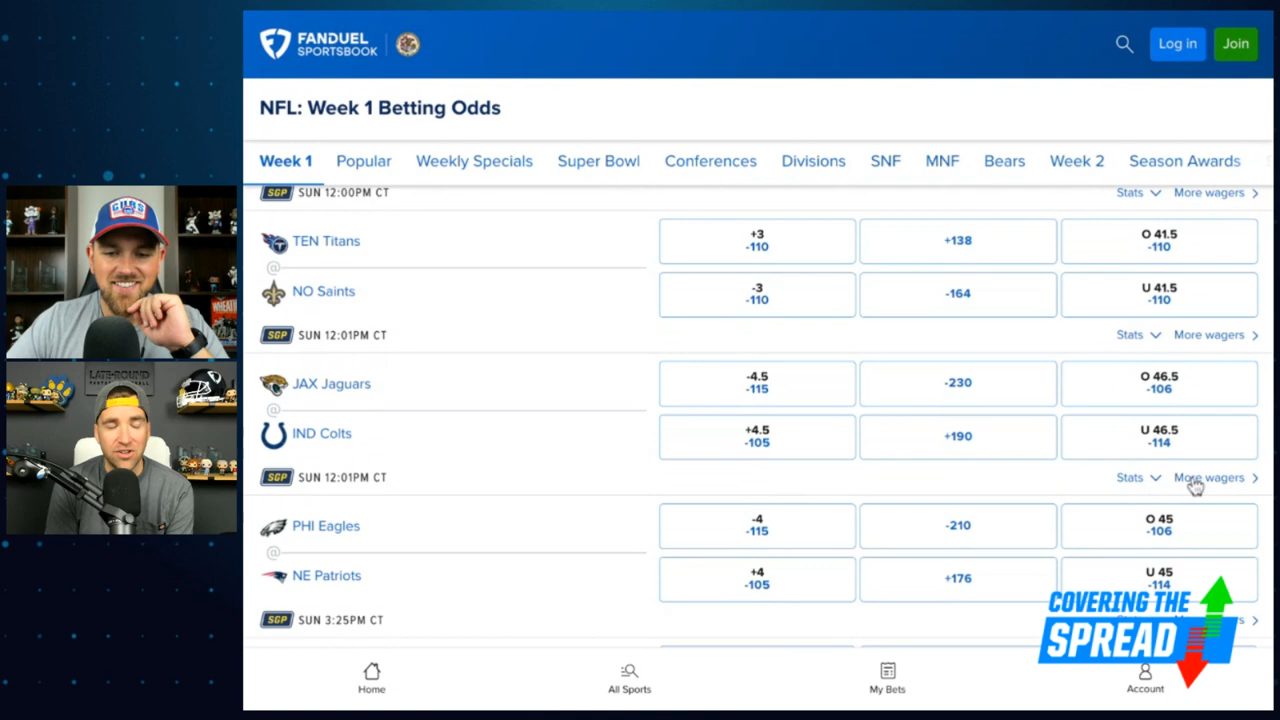 FANDUEL
SPORTSBOOK
Log in
Join
NFL: Week 1 Betting Odds
Week 1 Popular Weekly Specials Super Bowl Conferences Divisions SNF MNF Bears Week 2 Season Awards
SGP SUN 12:00PM CT Stats More wagers
TEN Titans
+3
-110
+138
O 41.5
-110
@
NO Saints
-3
-110
-164
U 41.5
-110
SGP SUN 12:01PM CT Stats More wagers
JAX Jaguars
-4.5
-115
-230
O 46.5
-106
@
IND Colts
+4.5
-105
+190
U 46.5
-114
SGP SUN 12:01PM CT Stats More wagers
PHI Eagles
-4
-115
-210
O 45
-106
@
NE Patriots
+4
-105
+176
U 45
-114
SGP SUN 3:25PM CT
COVERING THE
SPREAD
Home
All Sports
My Bets
Account
CUBS
WHEATI
LATE-ROUND